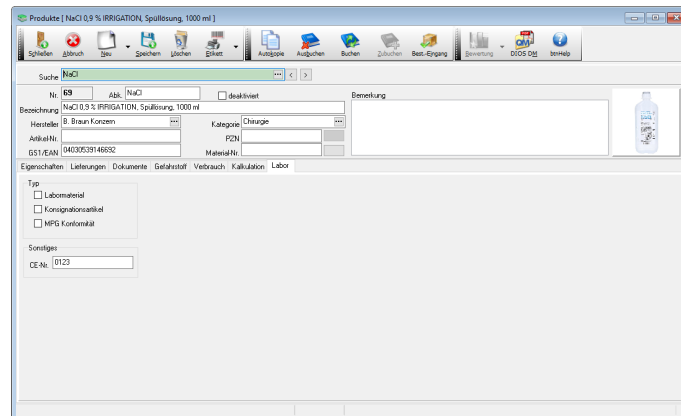 Produkte [ NaCl 0,9 % IRRIGATION, Spüllösung, 1000 ml ]
Schließen Abbruch Neu Speichern Löschen Etikett Autokopie Ausbuchen Buchen Zubuchen Best.-Eingang Bewertung DIOS DM btnHelp
Suche NaCl
Nr. 69 Abk. NaCl deaktiviert Bemerkung
Bezeichnung NaCl 0,9 % IRRIGATION, Spüllösung, 1000 ml
Hersteller B. Braun Konzern Kategorie Chirurgie
Artikel-Nr. PZN
GS1/EAN 04030539146692 Material-Nr.
Eigenschaften Lieferungen Dokumente Gefahrstoff Verbrauch Kalkulation Labor
Typ
Labormaterial
Konsignationsartikel
MPG Konformität
Sonstiges
CE-Nr. 0123